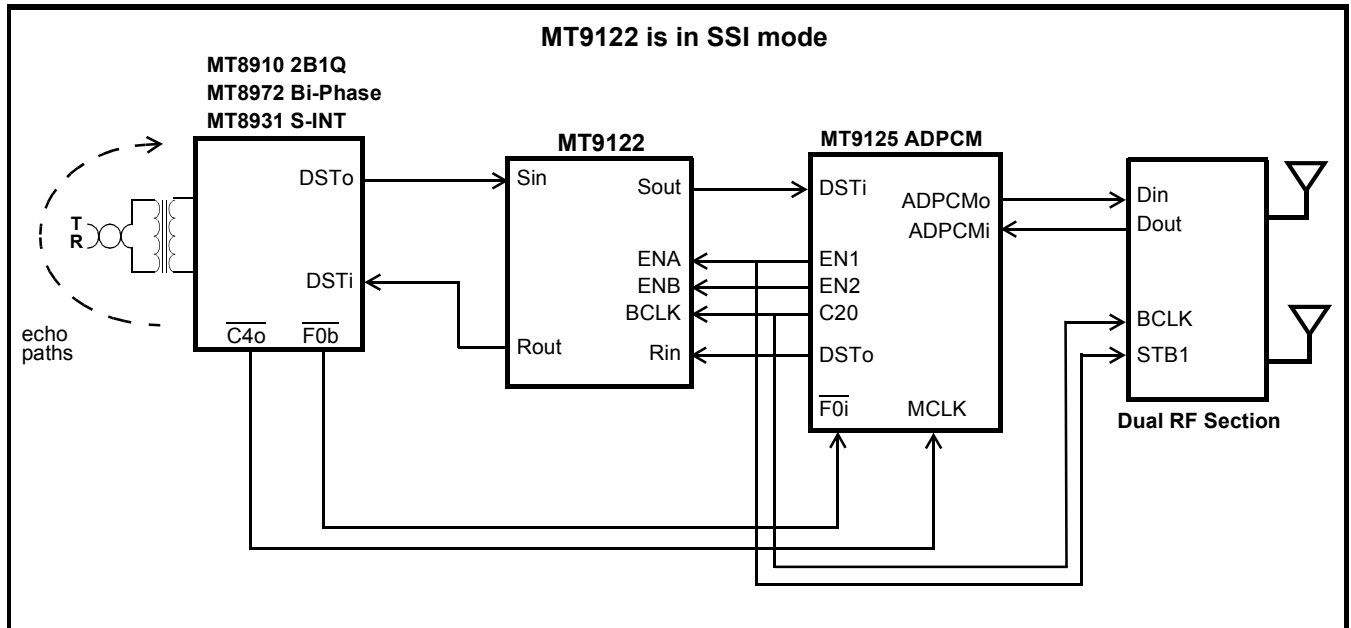 MT9122 is in SSI mode
MT8910 2B1Q
MT8972 Bi-Phase
MT8931 S-INT
MT9122
MT9125 ADPCM
DSTo
DSTi
C4o
F0b
T
R
echo
paths
Sin
Sout
ENA
ENB
BCLK
Rin
Rout
DSTi
ADPCMo
ADPCMi
EN1
EN2
C20
DSTo
F0i
MCLK
Din
Dout
BCLK
STB1
Dual RF Section